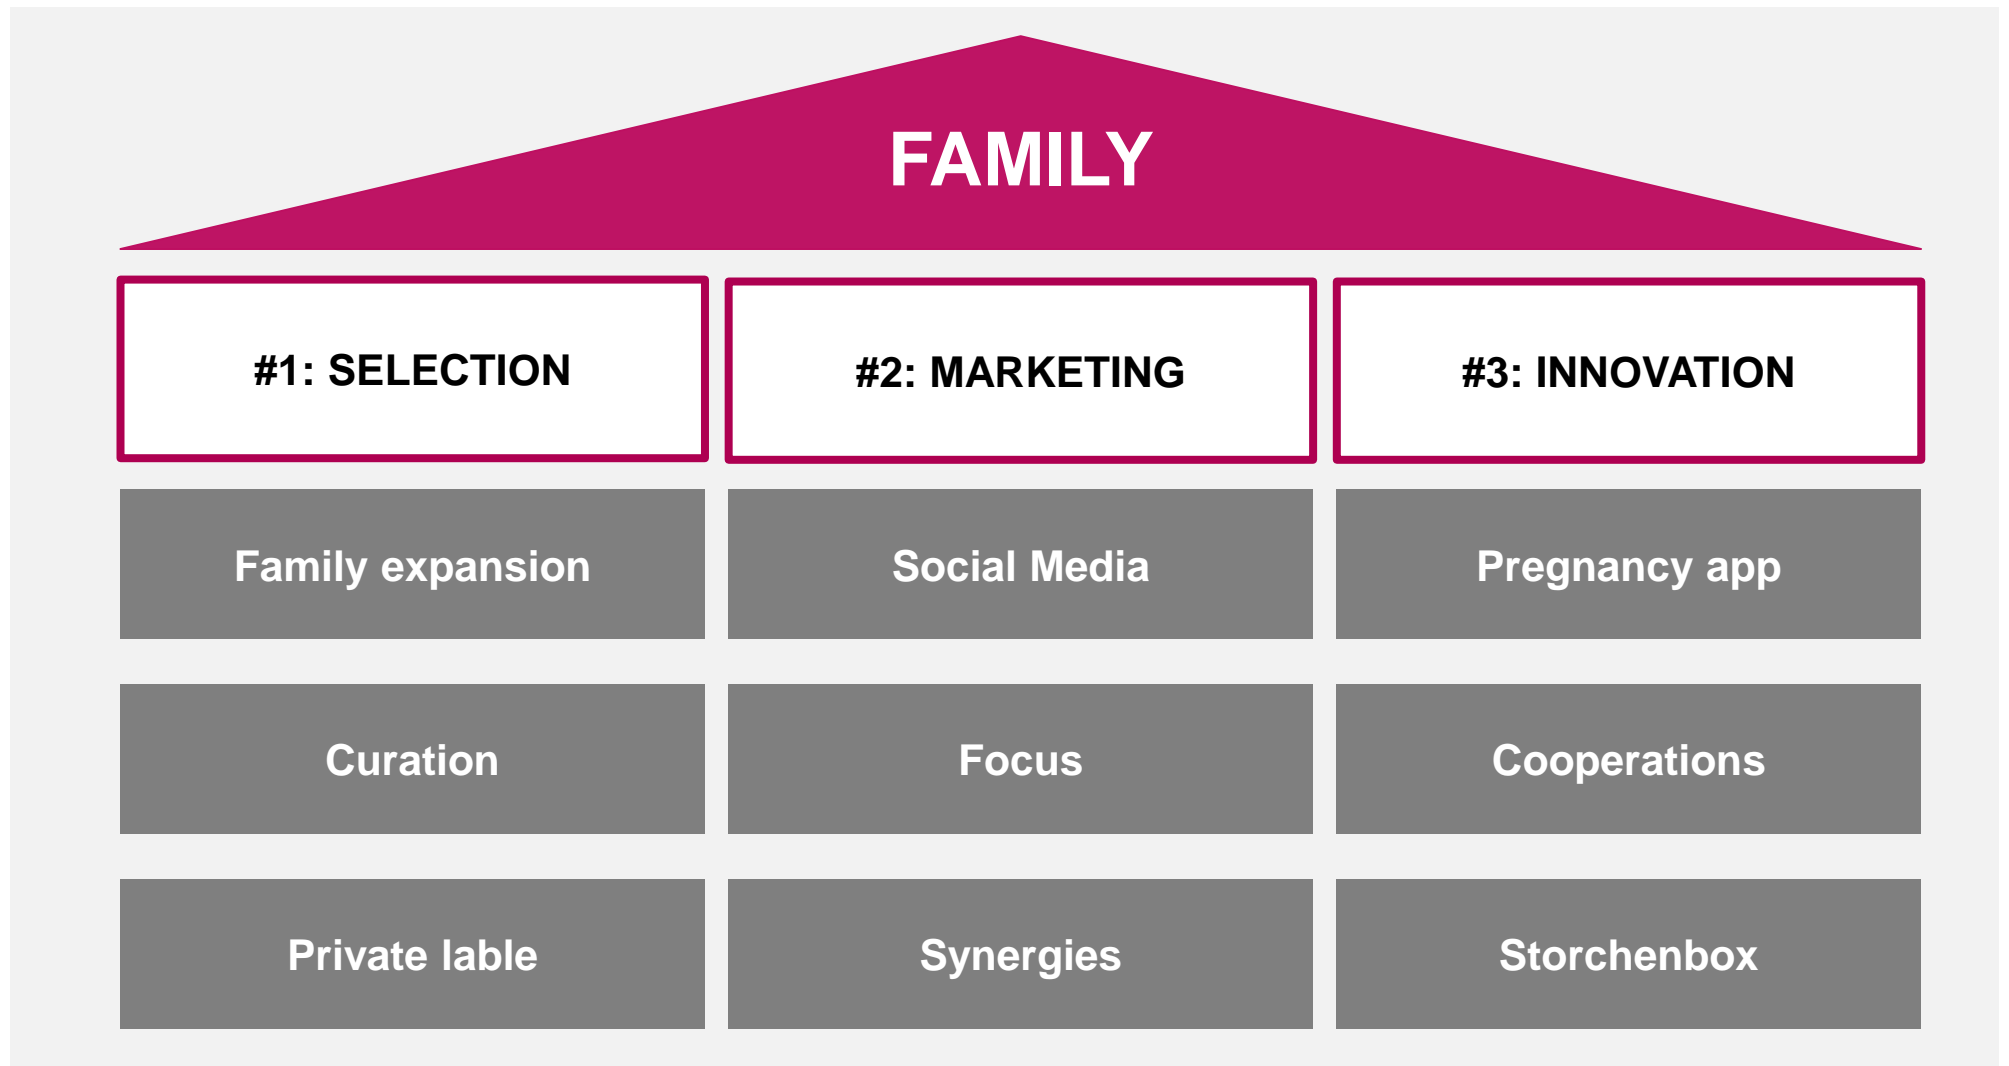 FAMILY
#1: SELECTION
#2: MARKETING
#3: INNOVATION
Family expansion
Social Media
Pregnancy app
Curation
Focus
Cooperations
Private lable
Synergies
Storchenbox